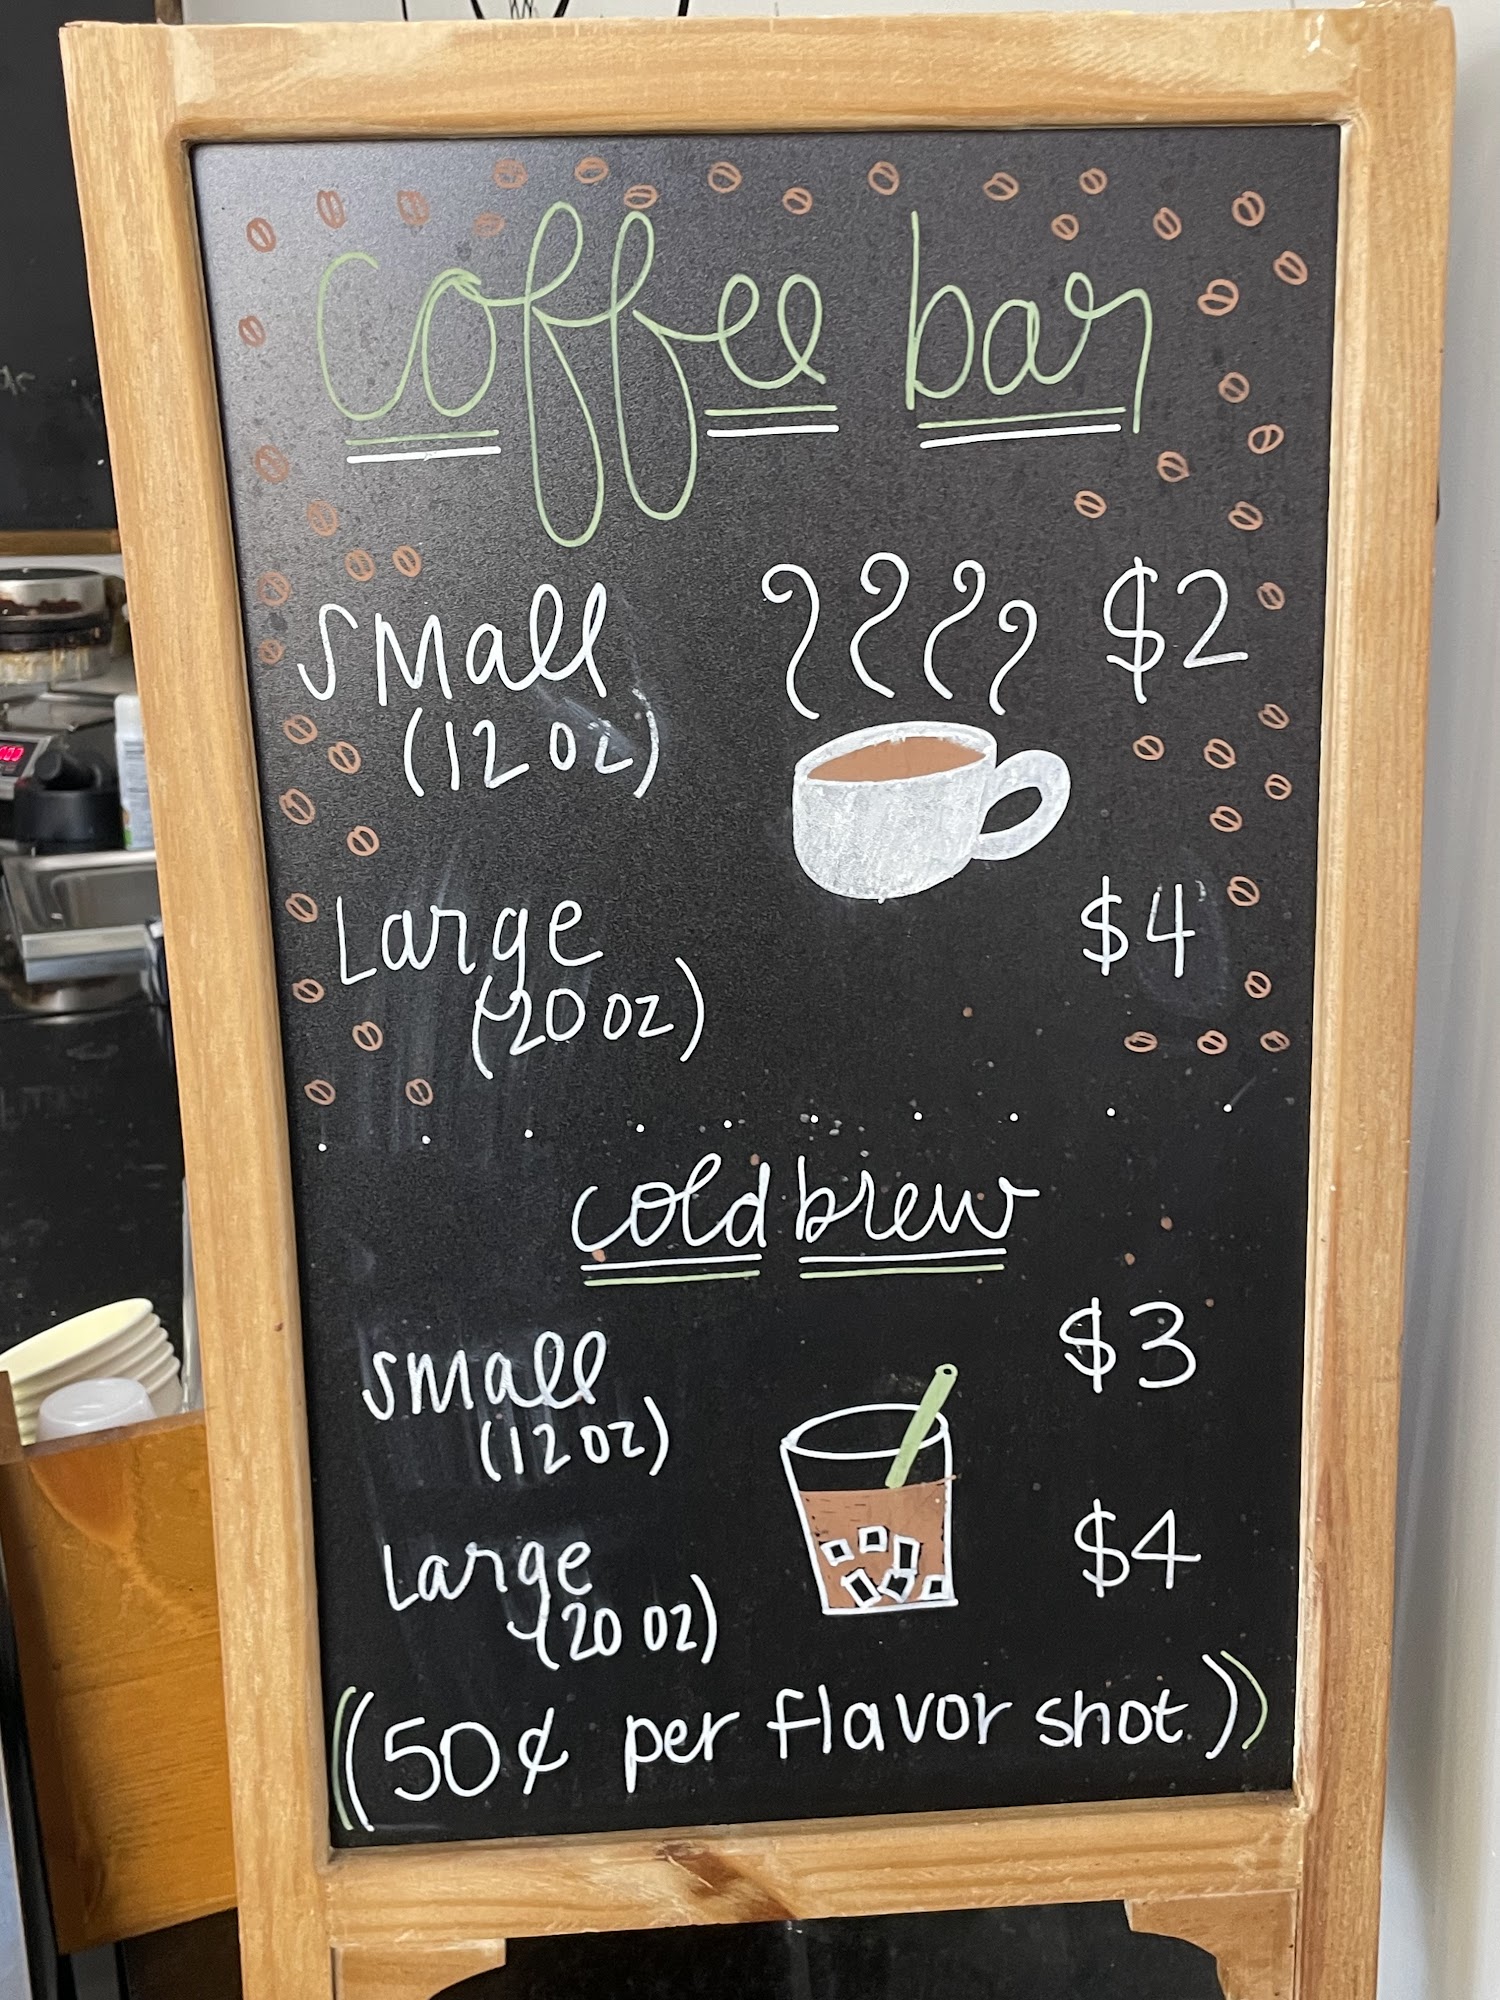 coffee bar
Small $2
(12 oz)
Large $4
(20 oz)
cold brew
small $3
(12 oz)
Large $4
(20 oz)
(50¢ per flavor shot)